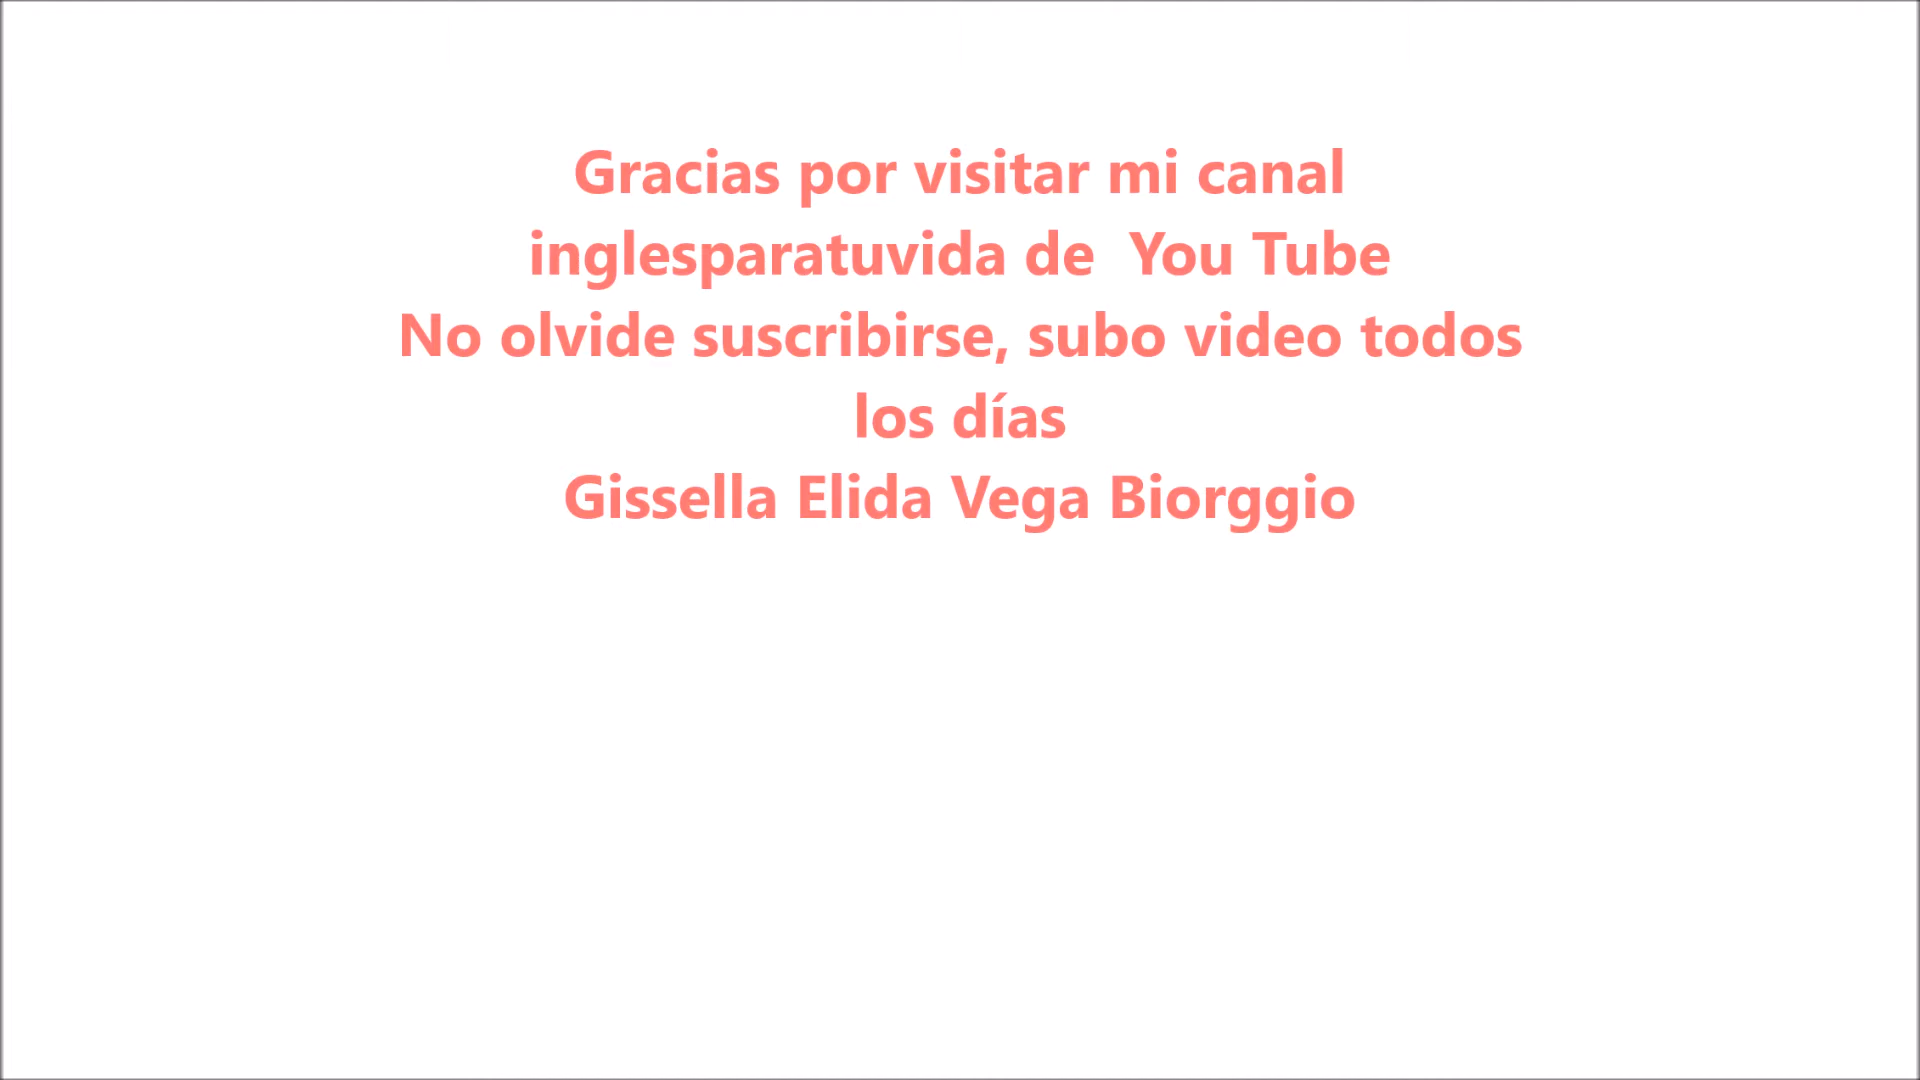 Gracias por visitar mi canal
inglesparatuvida de  You Tube
No olvide suscribirse, subo video todos
los días
Gissella Elida Vega Biorggio